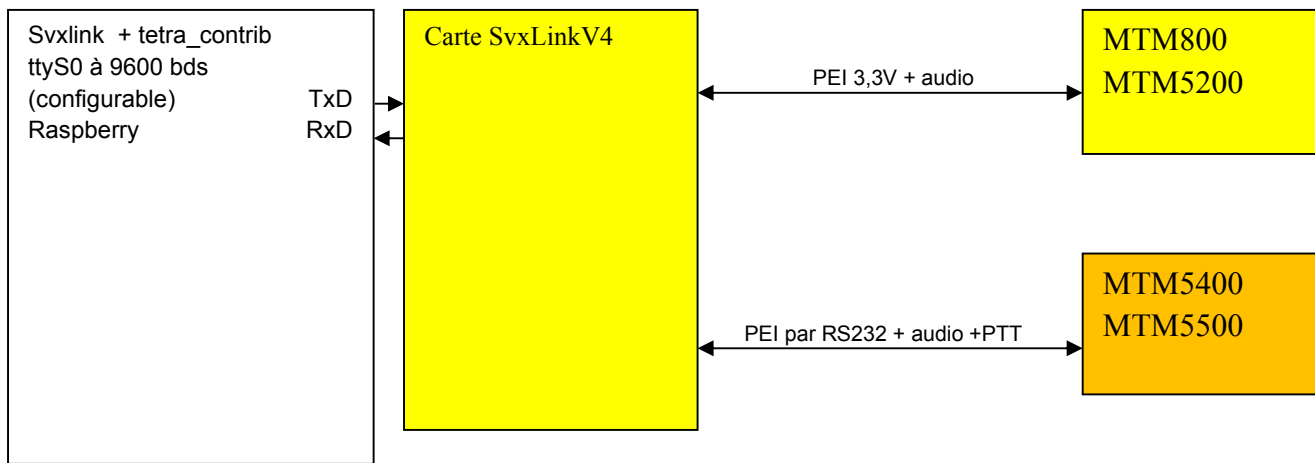 Svxlink + tetra_contrib
ttyS0 à 9600 bds
(configurable) TxD
Raspberry RxD
Carte SvxLinkV4
PEI 3,3V + audio
MTM800
MTM5200
PEI par RS232 + audio +PTT
MTM5400
MTM5500